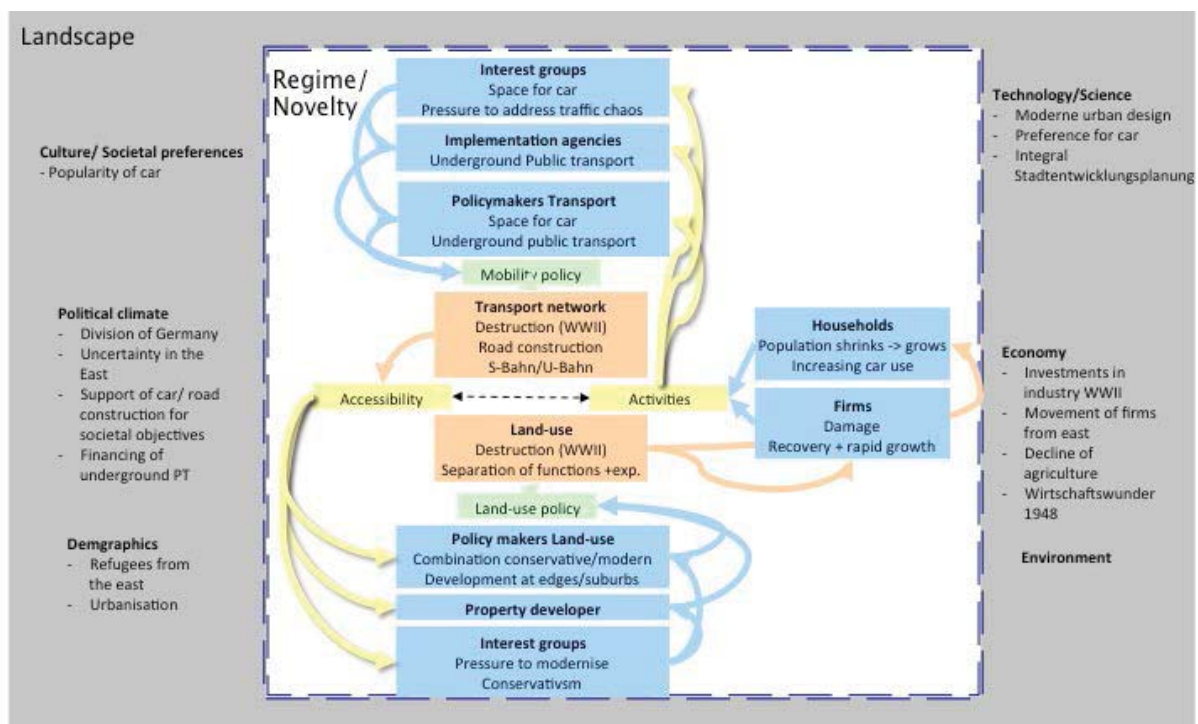 Landscape
Culture/ Societal preferences
- Popularity of car
Political climate
- Division of Germany
- Uncertainty in the
East
- Support of car/ road
construction for
societal objectives
- Financing of
underground PT
Demgraphics
- Refugees from
the east
- Urbanisation
Regime/
Novelty
Interest groups
Space for car
Pressure to address traffic chaos
Implementation agencies
Underground Public transport
Policymakers Transport
Space for car
Underground public transport
Mobility policy
Transport network
Destruction (WWII)
Road construction
S-Bahn/U-Bahn
Accessibility
Activities
Land-use
Destruction (WWII)
Separation of functions +exp.
Land-use policy
Policy makers Land-use
Combination conservative/modern
Development at edges/suburbs
Property developer
Interest groups
Pressure to modernise
Conservativsm
Households
Population shrinks -> grows
Increasing car use
Firms
Damage
Recovery + rapid growth
Technology/Science
- Moderne urban design
- Preference for car
- Integral
Stadtentwicklungsplanung
Economy
- Investments in
industry WWII
- Movement of firms
from east
- Decline of
agriculture
- Wirtschaftswunder
1948
Environment